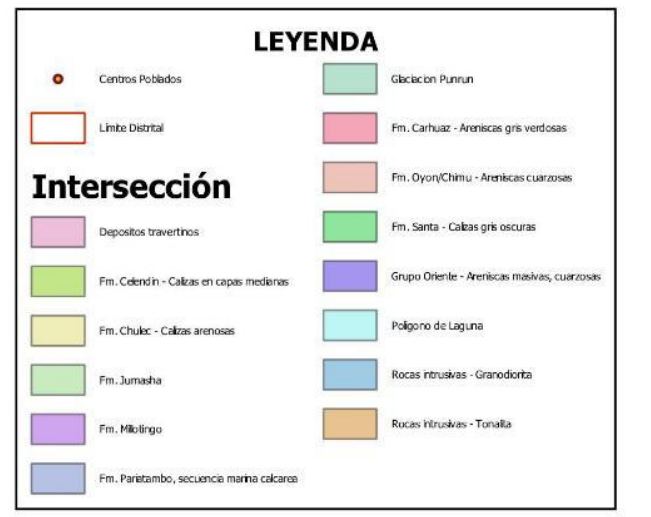 LEYENDA
Centros Poblados
Límite Distrital
Intersección
Depositos travertinos
Fm. Celendin - Calizas en capas medianas
Fm. Chulec - Calizas arenosas
Fm. Jumasha
Fm. Milotingo
Fm. Pariatambo, secuencia marina calcarea
Glaciacion Punrun
Fm. Carhuaz - Areniscas gris verdosas
Fm. Oyon/Chimu - Areniscas cuarzosas
Fm. Santa - Calizas gris oscuras
Grupo Oriente - Areniscas masivas, cuarzosas
Poligono de Laguna
Rocas intrusivas - Granodiorita
Rocas intrusivas - Tonalita